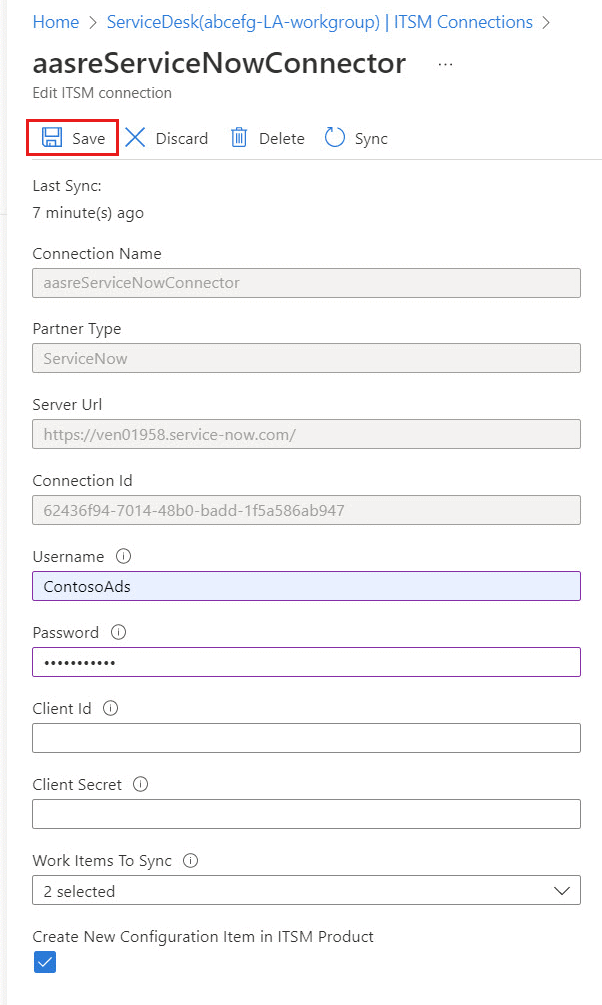 Home > ServiceDesk(abcefg-LA-workgroup) | ITSM Connections >
aasreServiceNowConnector ...
Edit ITSM connection
Save Discard Delete Sync
Last Sync:
7 minute(s) ago
Connection Name
aasreServiceNowConnector
Partner Type
ServiceNow
Server Url
https://ven01958.service-now.com/
Connection Id
62436f94-7014-48b0-badd-1f5a586ab947
Username
ContosoAds
Password
•••••••••••
Client Id
Client Secret
Work Items To Sync
2 selected
Create New Configuration Item in ITSM Product